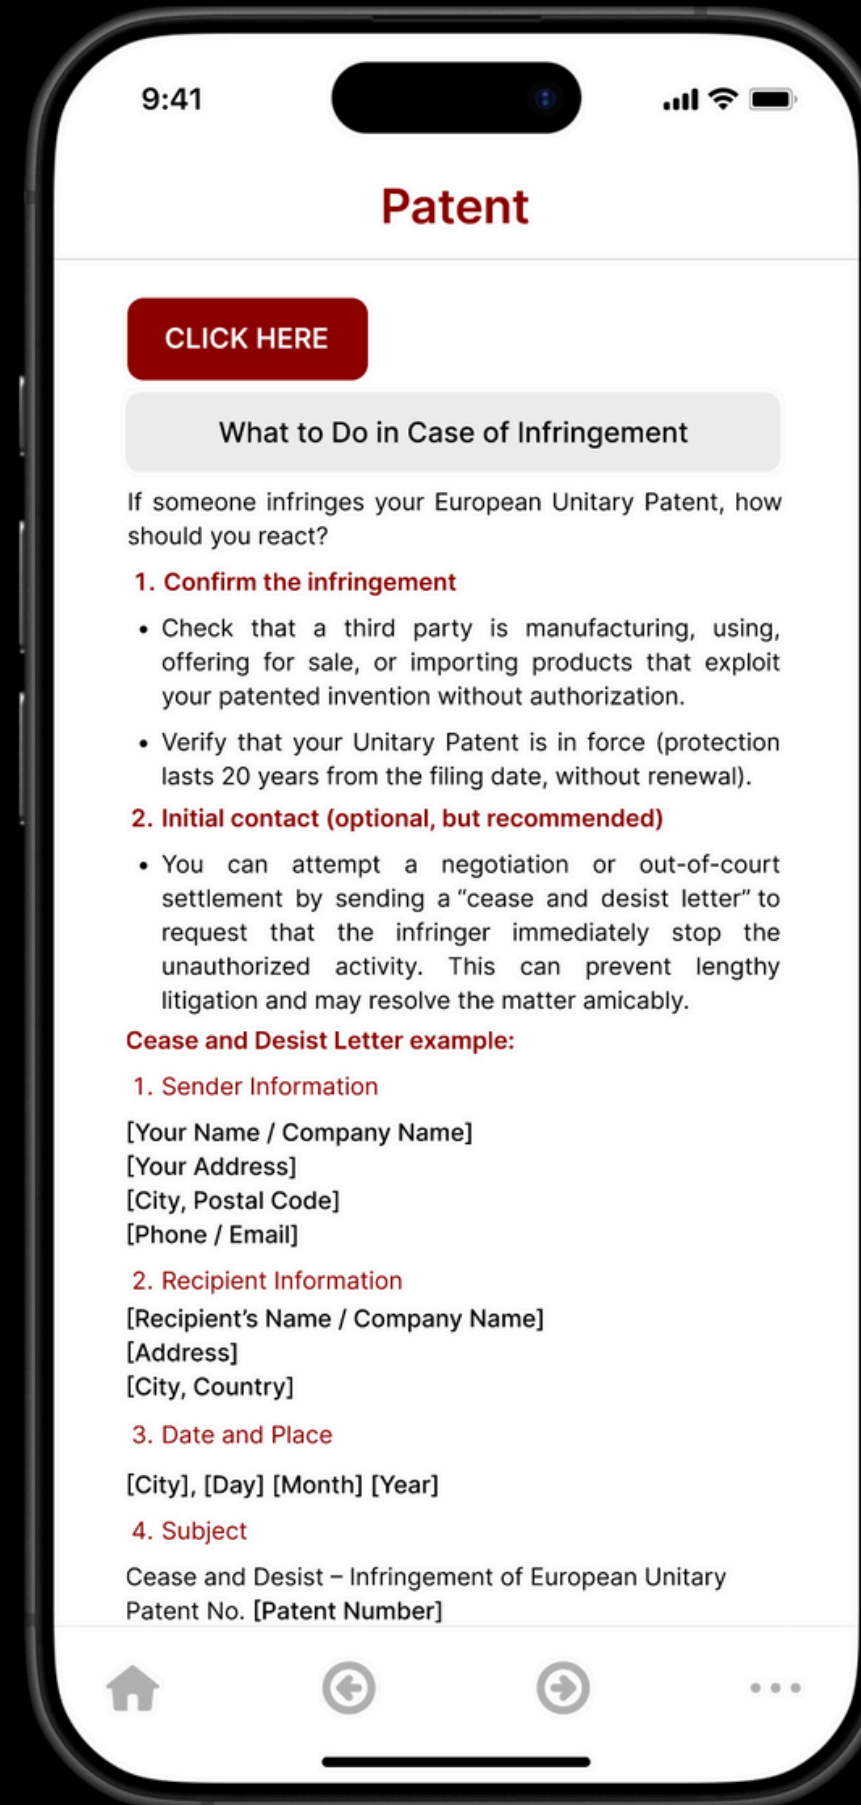 9:41
Patent
CLICK HERE
What to Do in Case of Infringement
If someone infringes your European Unitary Patent, how
should you react?
1. Confirm the infringement
• Check that a third party is manufacturing, using,
offering for sale, or importing products that exploit
your patented invention without authorization.
• Verify that your Unitary Patent is in force (protection
lasts 20 years from the filing date, without renewal).
2. Initial contact (optional, but recommended)
• You can attempt a negotiation or out-of-court
settlement by sending a “cease and desist letter” to
request that the infringer immediately stop the
unauthorized activity. This can prevent lengthy
litigation and may resolve the matter amicably.
Cease and Desist Letter example:
1. Sender Information
[Your Name / Company Name]
[Your Address]
[City, Postal Code]
[Phone / Email]
2. Recipient Information
[Recipient’s Name / Company Name]
[Address]
[City, Country]
3. Date and Place
[City], [Day] [Month] [Year]
4. Subject
Cease and Desist – Infringement of European Unitary
Patent No. [Patent Number]